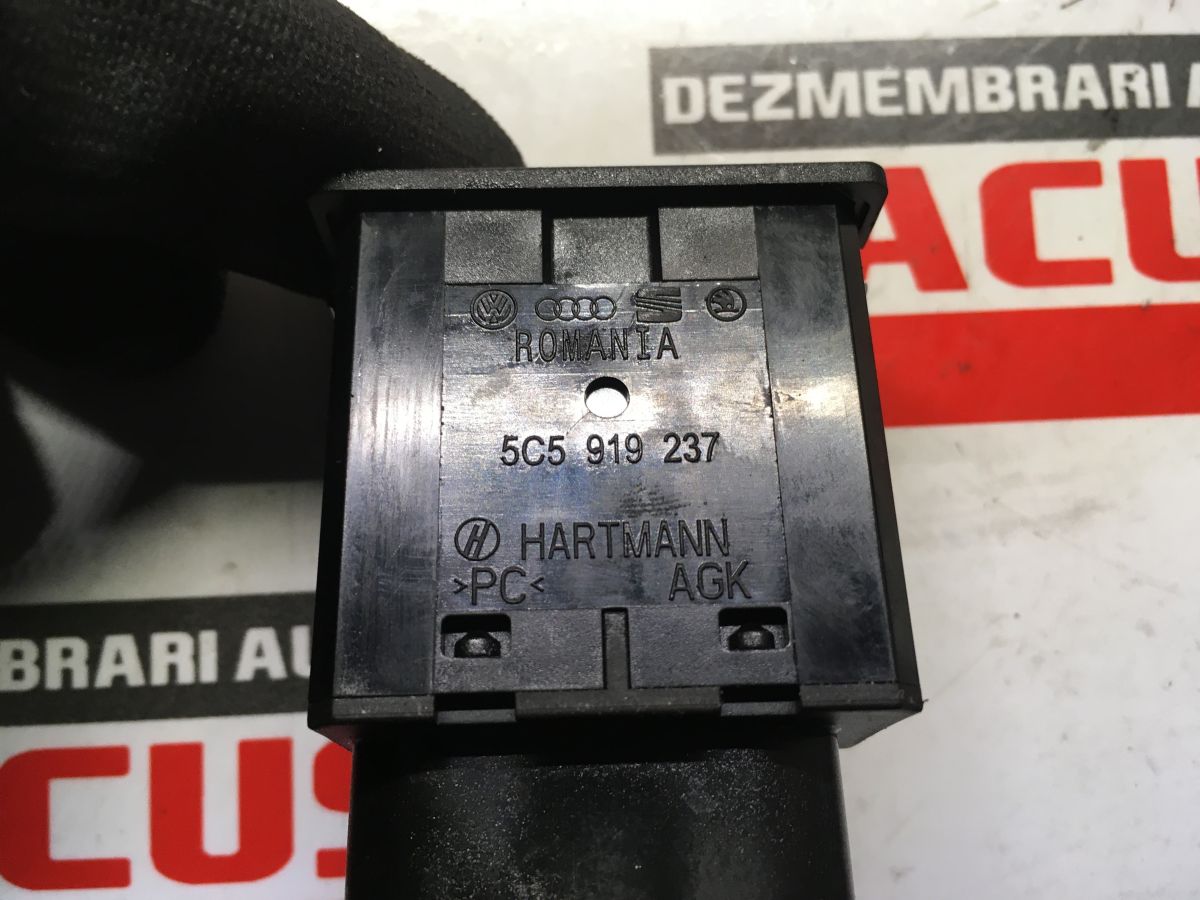 DEZMEMBRARI A
ACU
ROMANIA
5C5 919 237
HARTMANN
>PC< AGK
BRARI AU
CUS